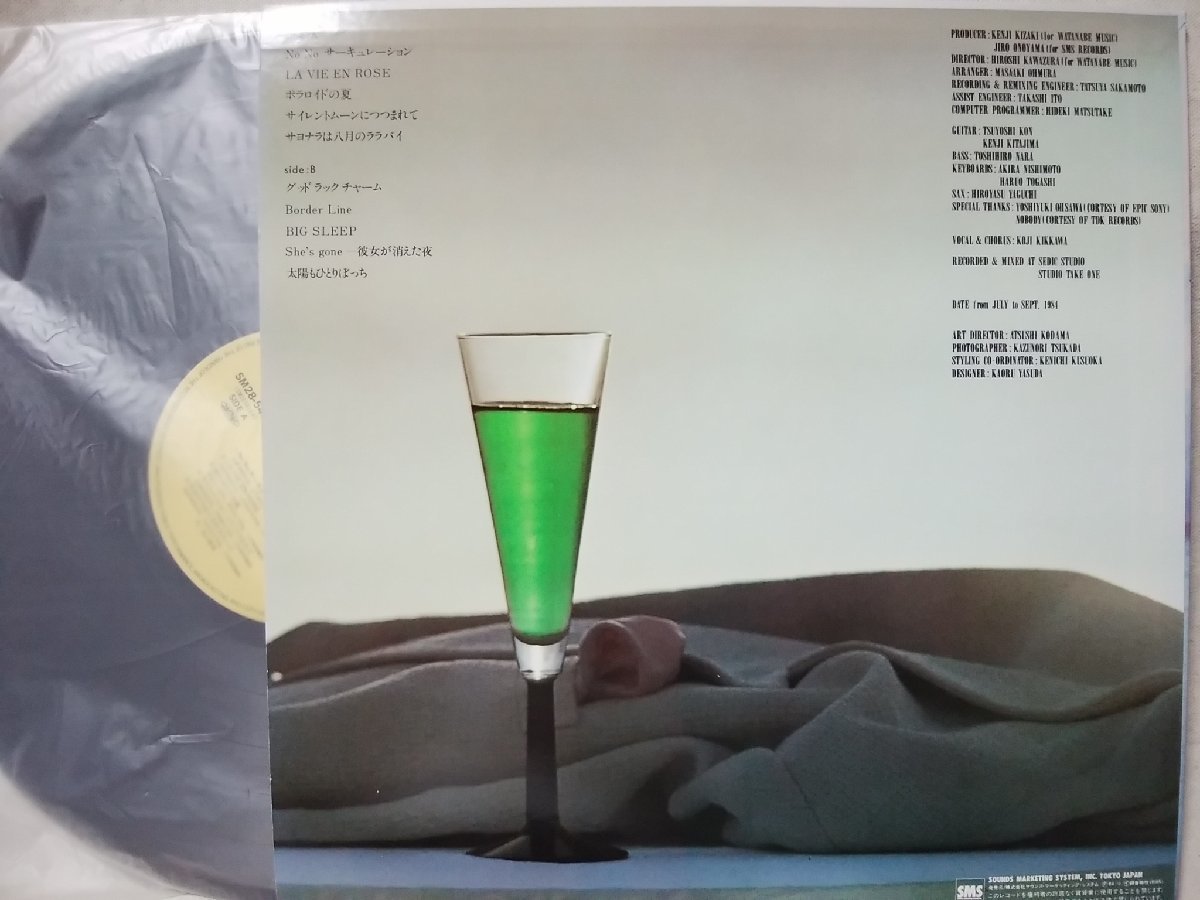 No No サーキュレーション
LA VIE EN ROSE
ポラロイドの夏
サイレントムーンにつつまれて
サヨナラは八月のララバイ
side:B
グッドラックチャーム
Border Line
BIG SLEEP
She's gone —彼女が消えた夜
太陽もひとりぼっち
PRODUCER:KENJI KIZAKI(for WATANABE MUSIC)
JIRO ONOYAMA(for SMS RECORDS)
DIRECTOR:HIROSHI KAWAZURA(for WATANABE MUSIC)
ARRANGER:MASAAKI OHMURA
RECORDING & REMIXING ENGINEER:TATSUYA SAKAMOTO
ASSIST ENGINEER:TAKASHI ITO
COMPUTER PROGRAMMER:HIDEKI MATSUTAKE
GUITAR:TSUYOSHI KON
KENJI KITAJIMA
BASS:TOSHIHIRO NARA
KEYBOARDS:AKIRA NISHIMOTO
HARUO TOGASHI
SAX:HIROYASU YAGUCHI
SPECIAL THANKS:YOSHIYUKI OHSAWA(CORTESY OF EPIC SONY)
NOBODY(CORTESY OF TDK RECORDS)
VOCAL & CHORUS:KOJI KIKKAWA
RECORDED & MIXED AT SEDIC STUDIO
STUDIO TAKE ONE
DATE from JULY to SEPT. 1984
ART DIRECTOR:ATSUSHI KODAMA
PHOTOGRAPHER:KAZUNORI TSUKADA
STYLING CO-ORDINATOR:KENICHI KISUOKA
DESIGNER:KAORU YASUDA
SM28-54
SIDE A
SMS
SOUNDS MARKETING SYSTEM, INC. TOKYO JAPAN